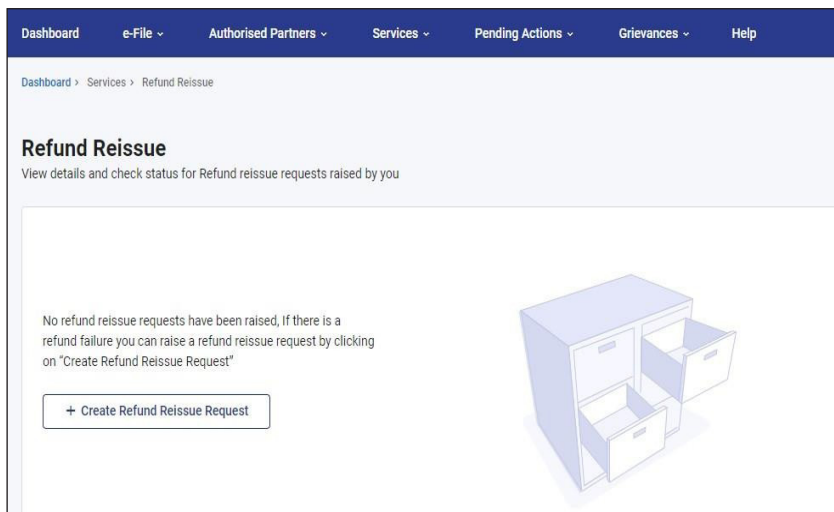 Dashboard e-File Authorised Partners Services Pending Actions Grievances Help
Dashboard > Services > Refund Reissue
Refund Reissue
View details and check status for Refund reissue requests raised by you
No refund reissue requests have been raised, If there is a
refund failure you can raise a refund reissue request by clicking
on “Create Refund Reissue Request”
+ Create Refund Reissue Request